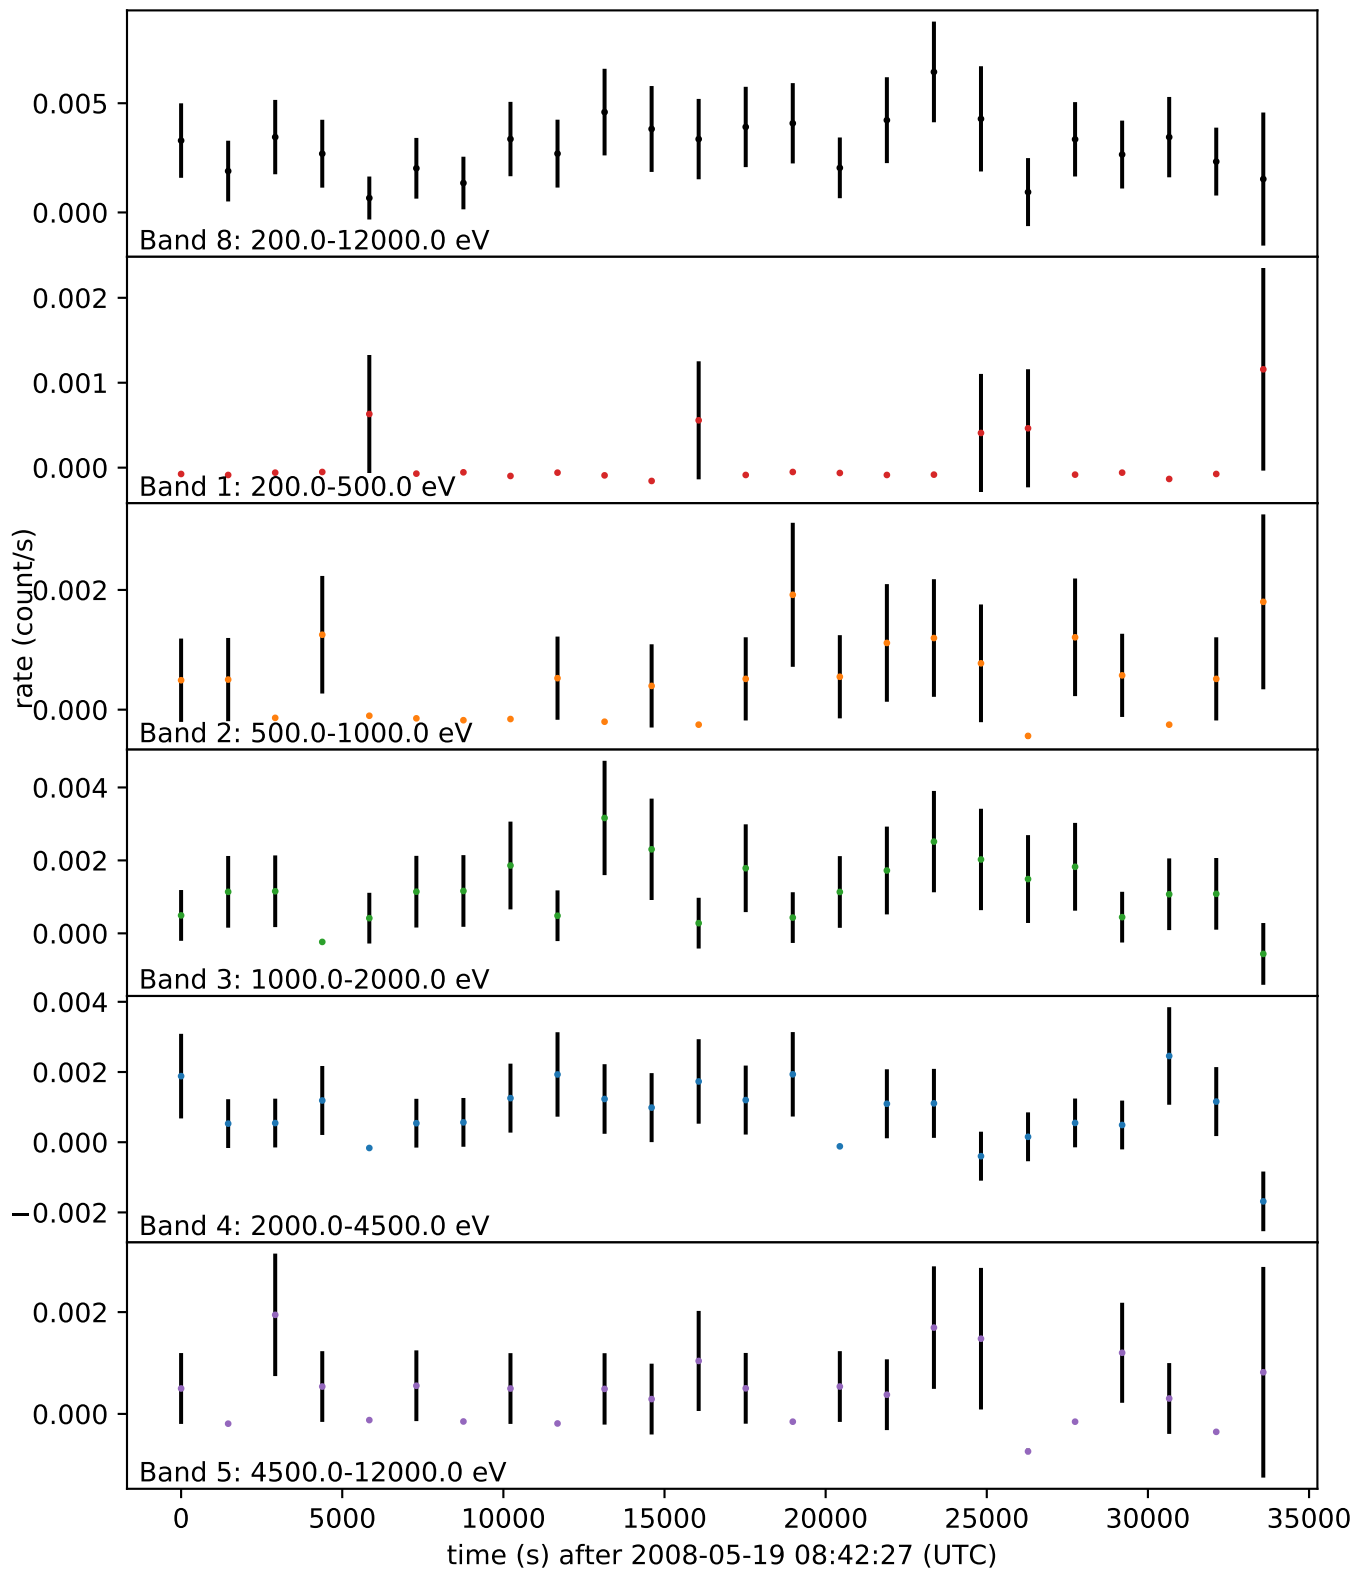 0.005
0.000
Band 8: 200.0-12000.0 eV
0.002
0.001
0.000
Band 1: 200.0-500.0 eV
rate (count/s)
0.002
0.000
Band 2: 500.0-1000.0 eV
0.004
0.002
0.000
Band 3: 1000.0-2000.0 eV
0.004
0.002
0.000
−0.002
Band 4: 2000.0-4500.0 eV
0.002
0.000
Band 5: 4500.0-12000.0 eV
0 5000 10000 15000 20000 25000 30000 35000
time (s) after 2008-05-19 08:42:27 (UTC)